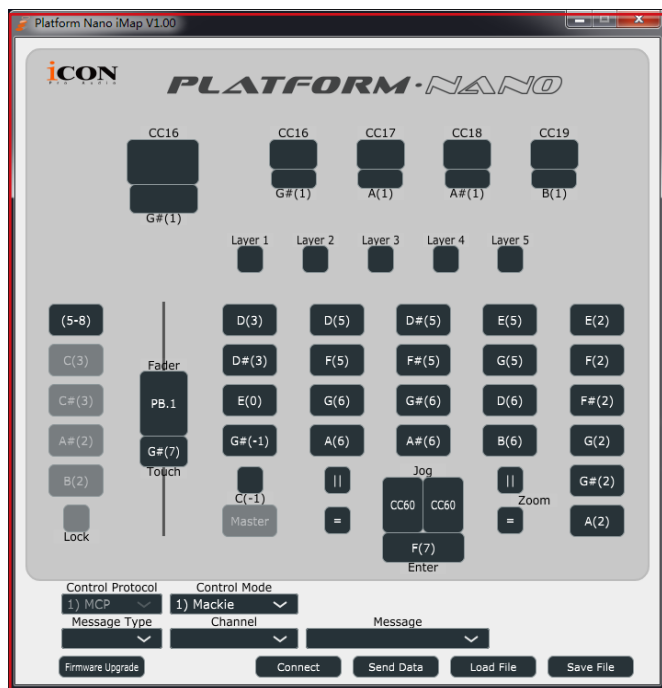 Platform Nano iMap V1.00
iCON
PRO AUDIO
PLATFORM·NANO
CC16 CC16 CC17 CC18 CC19
G#(1) G#(1) A(1) A#(1) B(1)
Layer 1 Layer 2 Layer 3 Layer 4 Layer 5
(5-8) D(3) D(5) D#(5) E(5) E(2)
C(3) Fader D#(3) F(5) F#(5) G(5) F(2)
C#(3) PB.1 E(0) G(6) G#(6) D(6) F#(2)
A#(2) G#(7) G#(-1) A(6) A#(6) B(6) G(2)
B(2) Touch || Jog || G#(2)
C(-1) CC60 CC60 Zoom
Lock Master = = A(2)
F(7)
Enter
Control Protocol Control Mode
1) MCP 1) Mackie
Message Type Channel Message
Firmware Upgrade Connect Send Data Load File Save File